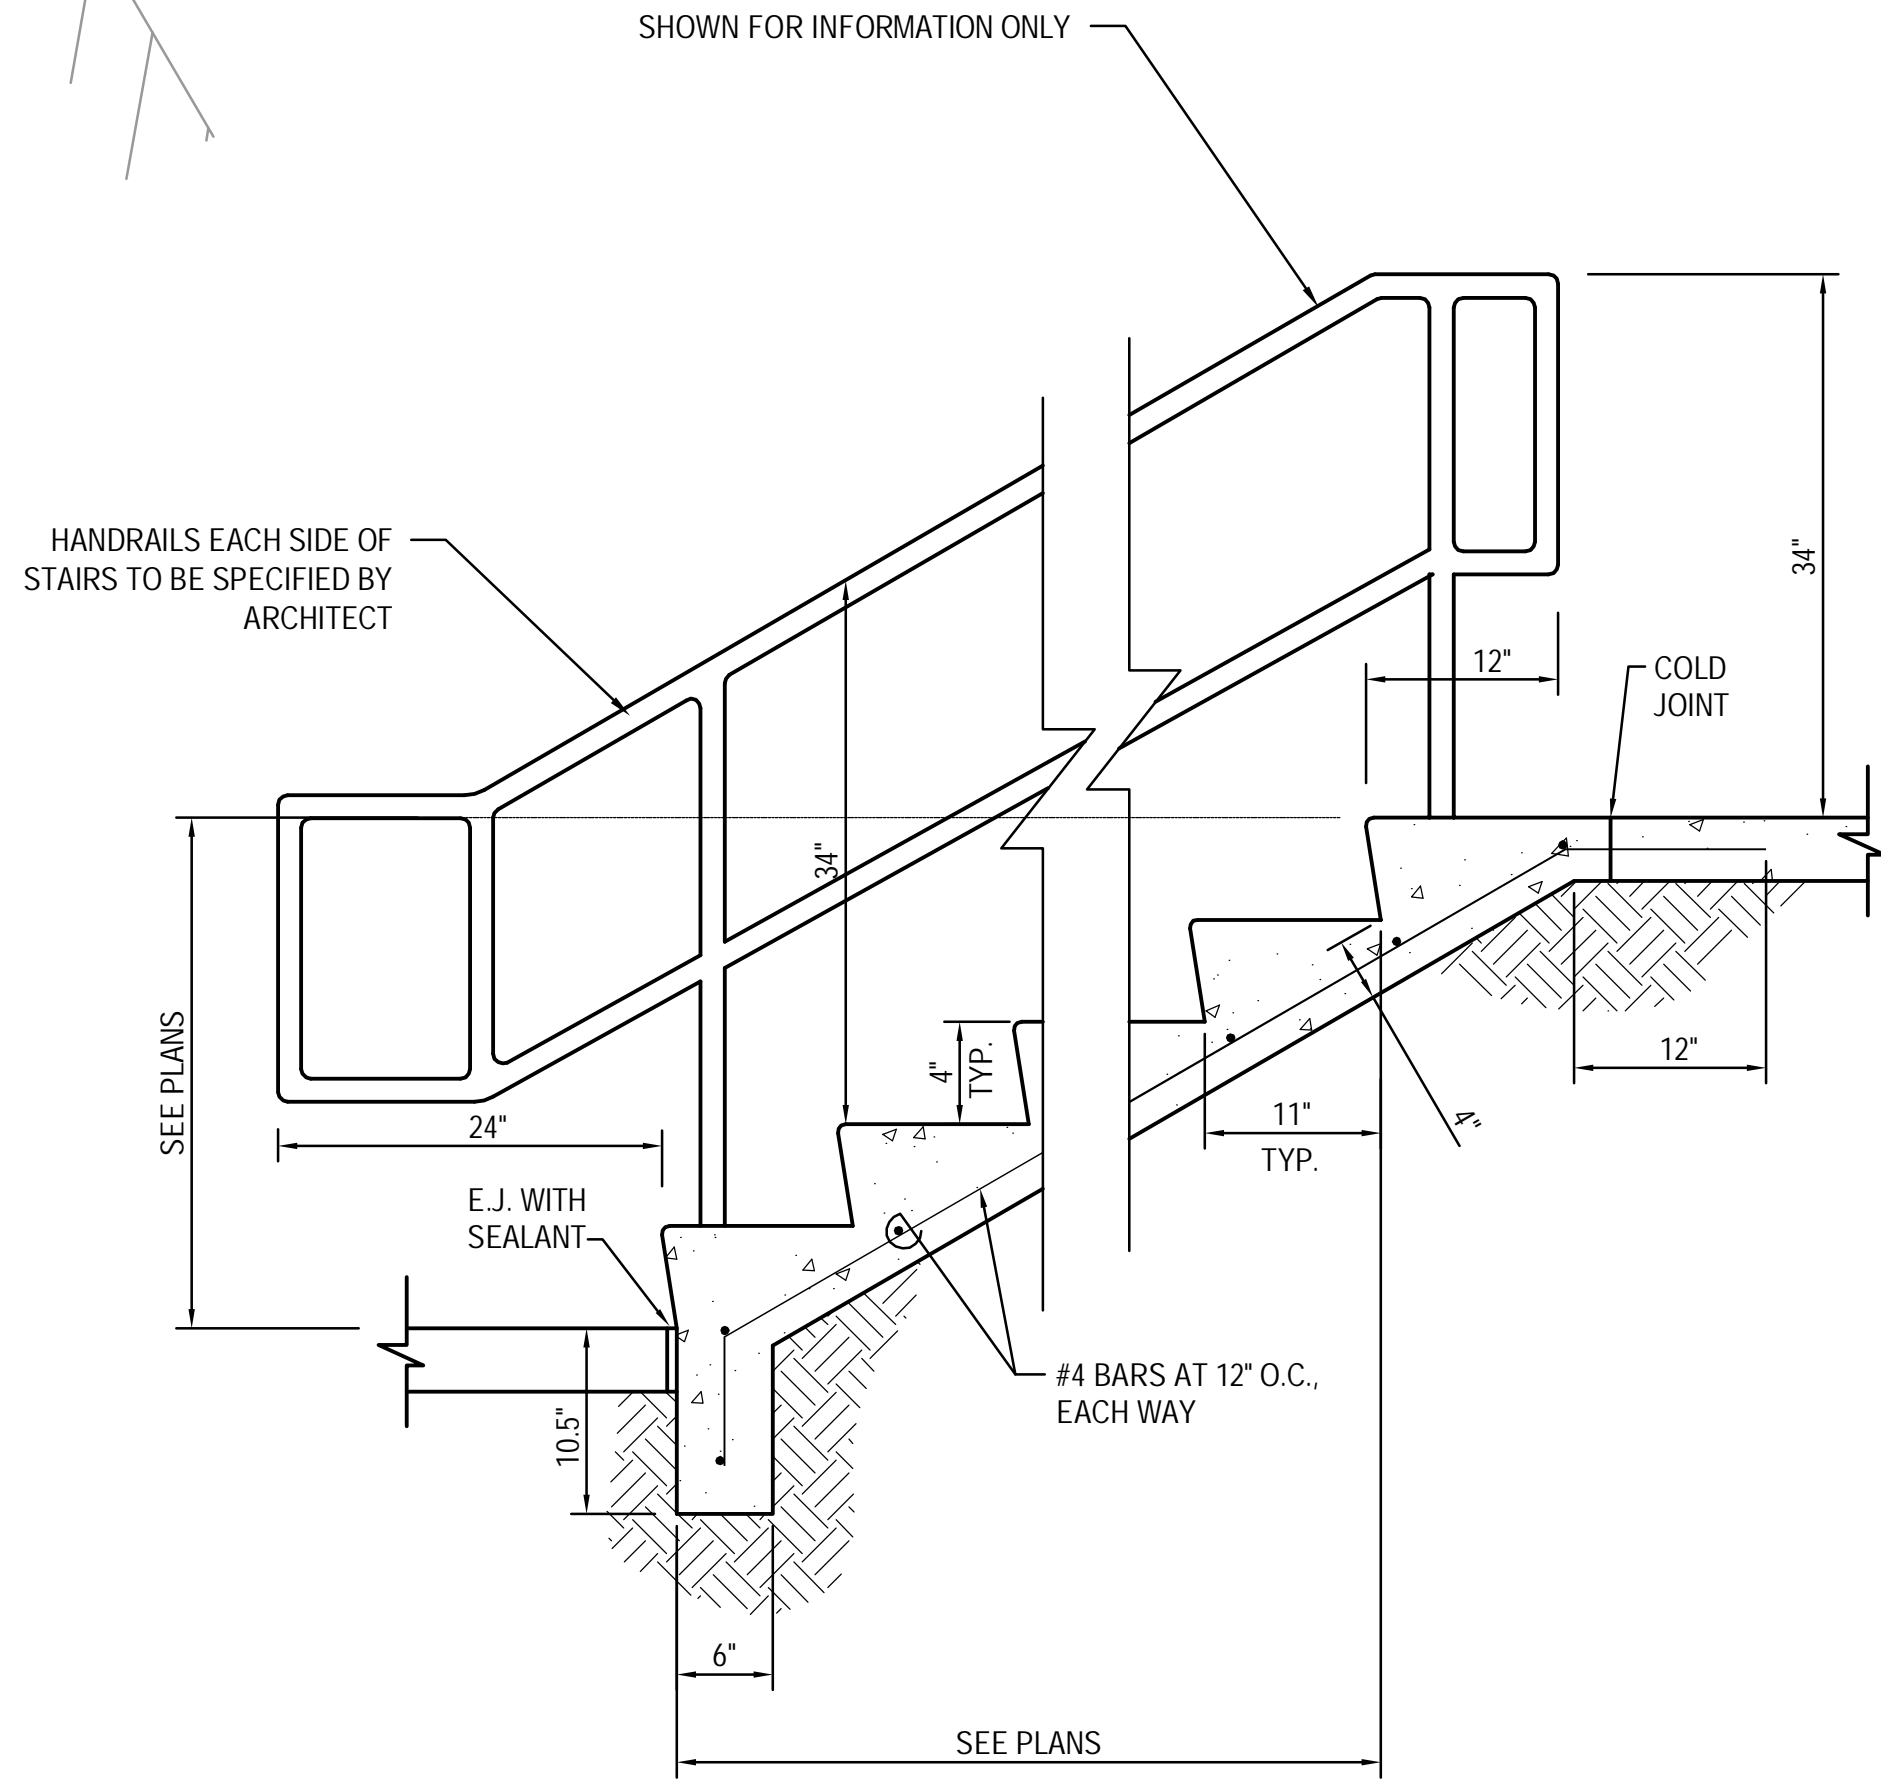 SHOWN FOR INFORMATION ONLY
HANDRAILS EACH SIDE OF
STAIRS TO BE SPECIFIED BY
ARCHITECT
34"
12"
COLD
JOINT
34"
SEE PLANS
4"
TYP.
24"
12"
11"
TYP.
4"
E.J. WITH
SEALANT
#4 BARS AT 12" O.C.,
EACH WAY
10.5"
6"
SEE PLANS